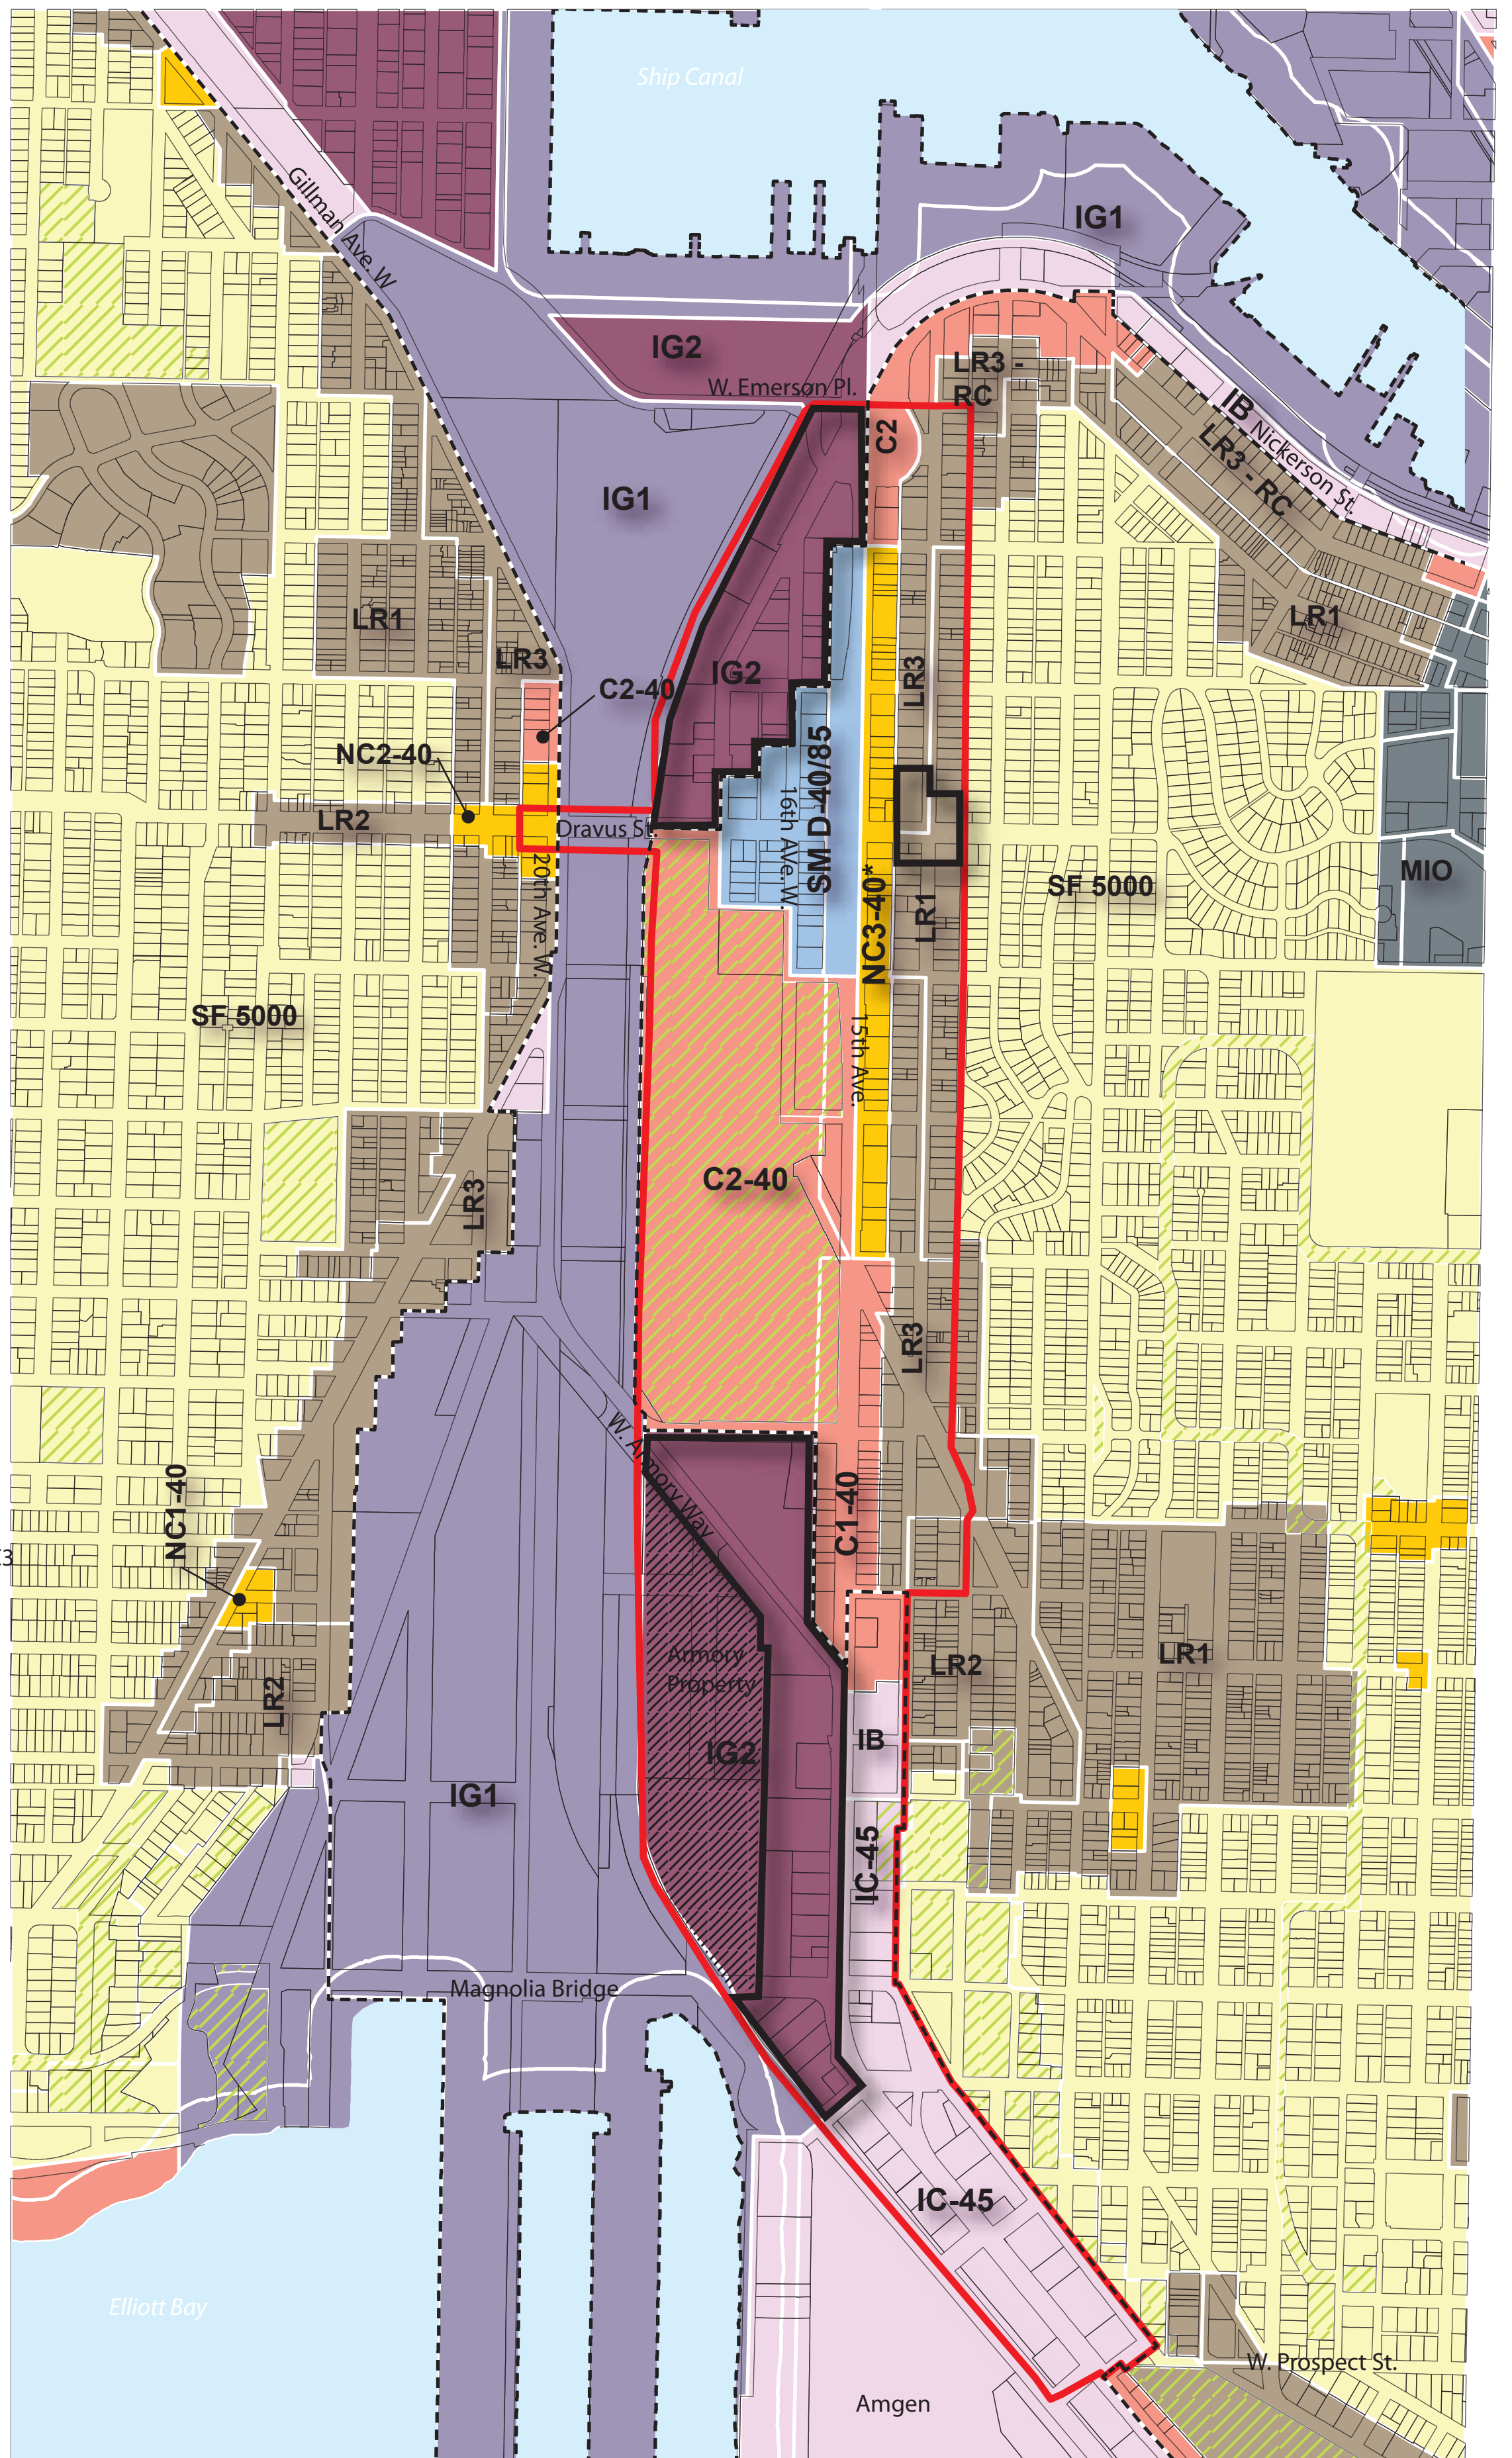 Ship Canal
IG1
Gillman Ave. W
IG2
LR3 -
RC
W. Emerson Pl.
IB
Nickerson St.
C2
LR3 - RC
IG1
LR1
LR1
LR3
IG2
LR3
C2-40
NC2-40
SM D-40/85
16th Ave W.
LR2
Dravus St.
MIO
SF 5000
20th Ave. W.
NC3-40*
LR1
SF 5000
15th Ave.
C2-40
LR3
LR3
W. Armory Way
NC1-40
C1-40
:3
Armory
Property
LR2
LR1
LR2
IB
IG2
IG1
IC-45
Magnolia Bridge
IC-45
Elliott Bay
W. Prospect St.
Amgen